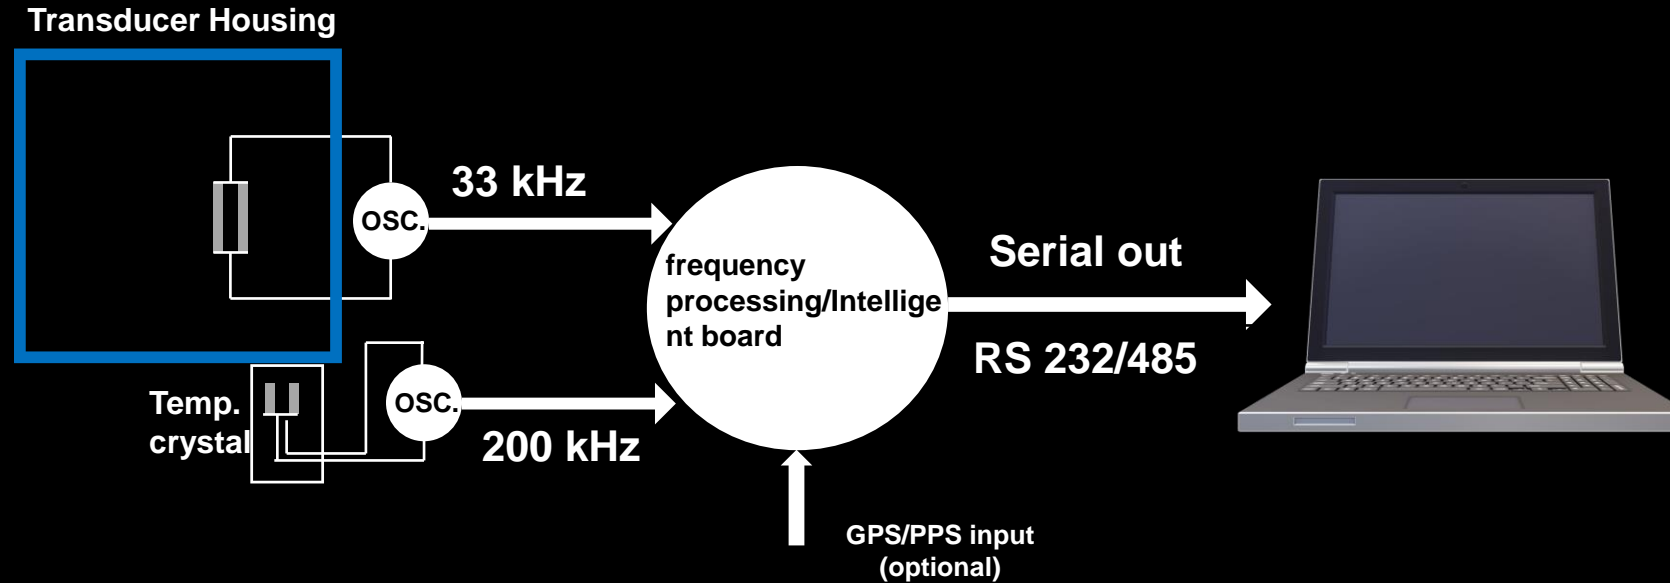 Transducer Housing
33 kHz
OSC.
frequency
processing/Intellige
nt board
Serial out
RS 232/485
Temp.
crystal
OSC.
200 kHz
GPS/PPS input
(optional)